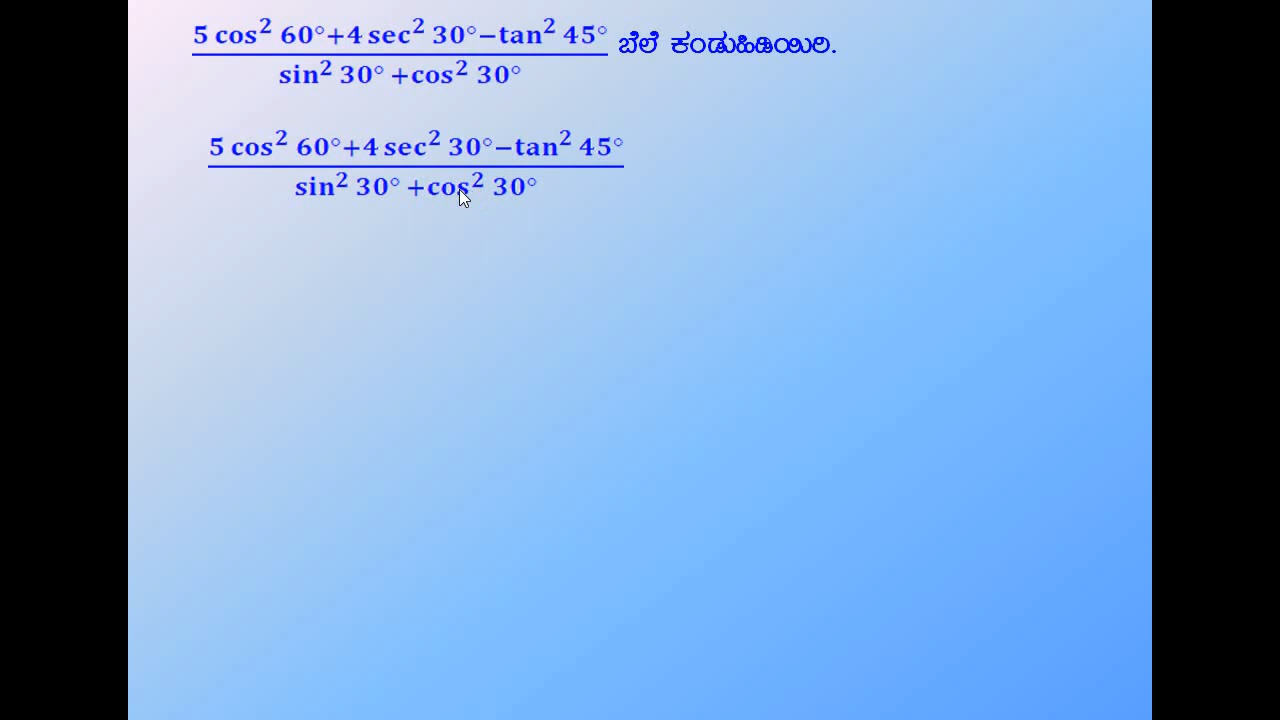 5 cos² 60°+4 sec² 30°−tan² 45°
sin² 30° +cos² 30° ಬೆಲೆ ಕಂಡುಹಿಡಿಯಿರಿ.
5 cos² 60°+4 sec² 30°−tan² 45°
sin² 30° +cos² 30°